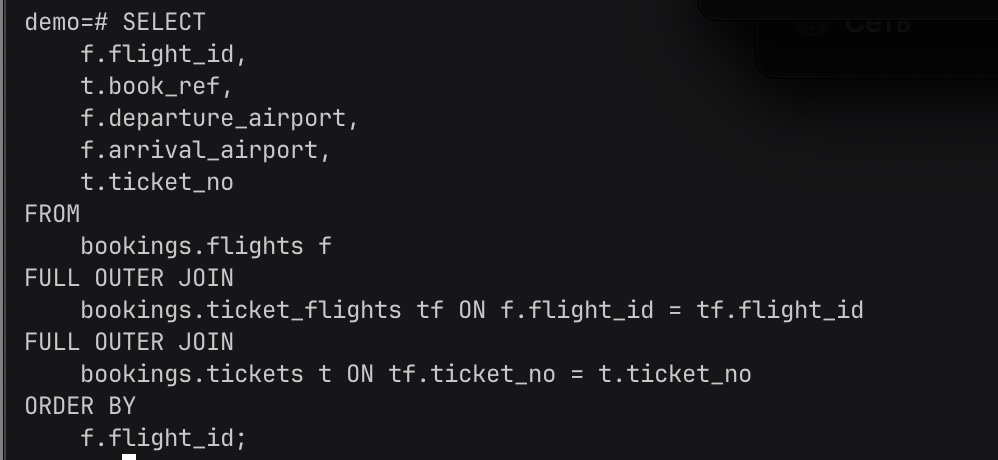 Сеть
demo=# SELECT
    f.flight_id,
    t.book_ref,
    f.departure_airport,
    f.arrival_airport,
    t.ticket_no
FROM
    bookings.flights f
FULL OUTER JOIN
    bookings.ticket_flights tf ON f.flight_id = tf.flight_id
FULL OUTER JOIN
    bookings.tickets t ON tf.ticket_no = t.ticket_no
ORDER BY
    f.flight_id;